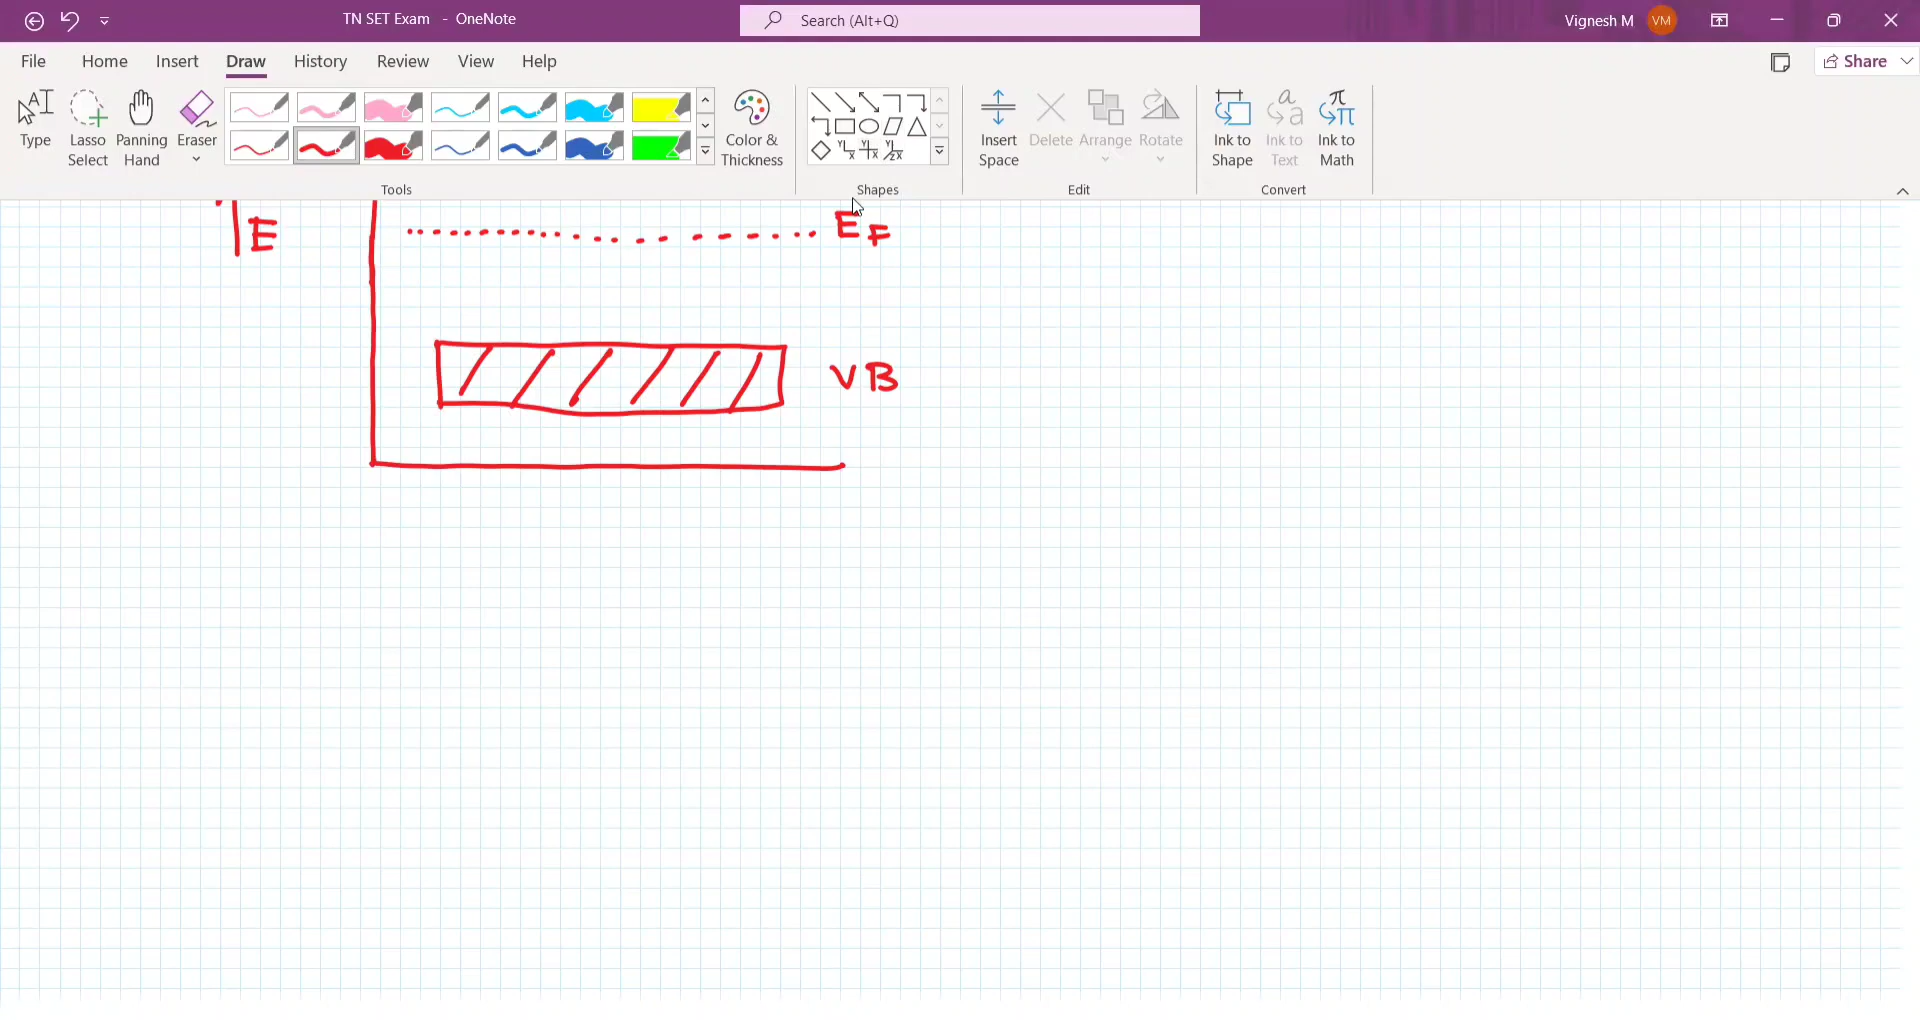 TN SET Exam - OneNote
Search (Alt+Q)
Vignesh M
VM
File Home Insert Draw History Review View Help
Share
Type
Lasso Select
Panning Hand
Eraser
Color & Thickness
Insert Space
Delete
Arrange
Rotate
Ink to Shape
Ink to Text
Ink to Math
Tools
Shapes
Edit
Convert
E
E F
VB